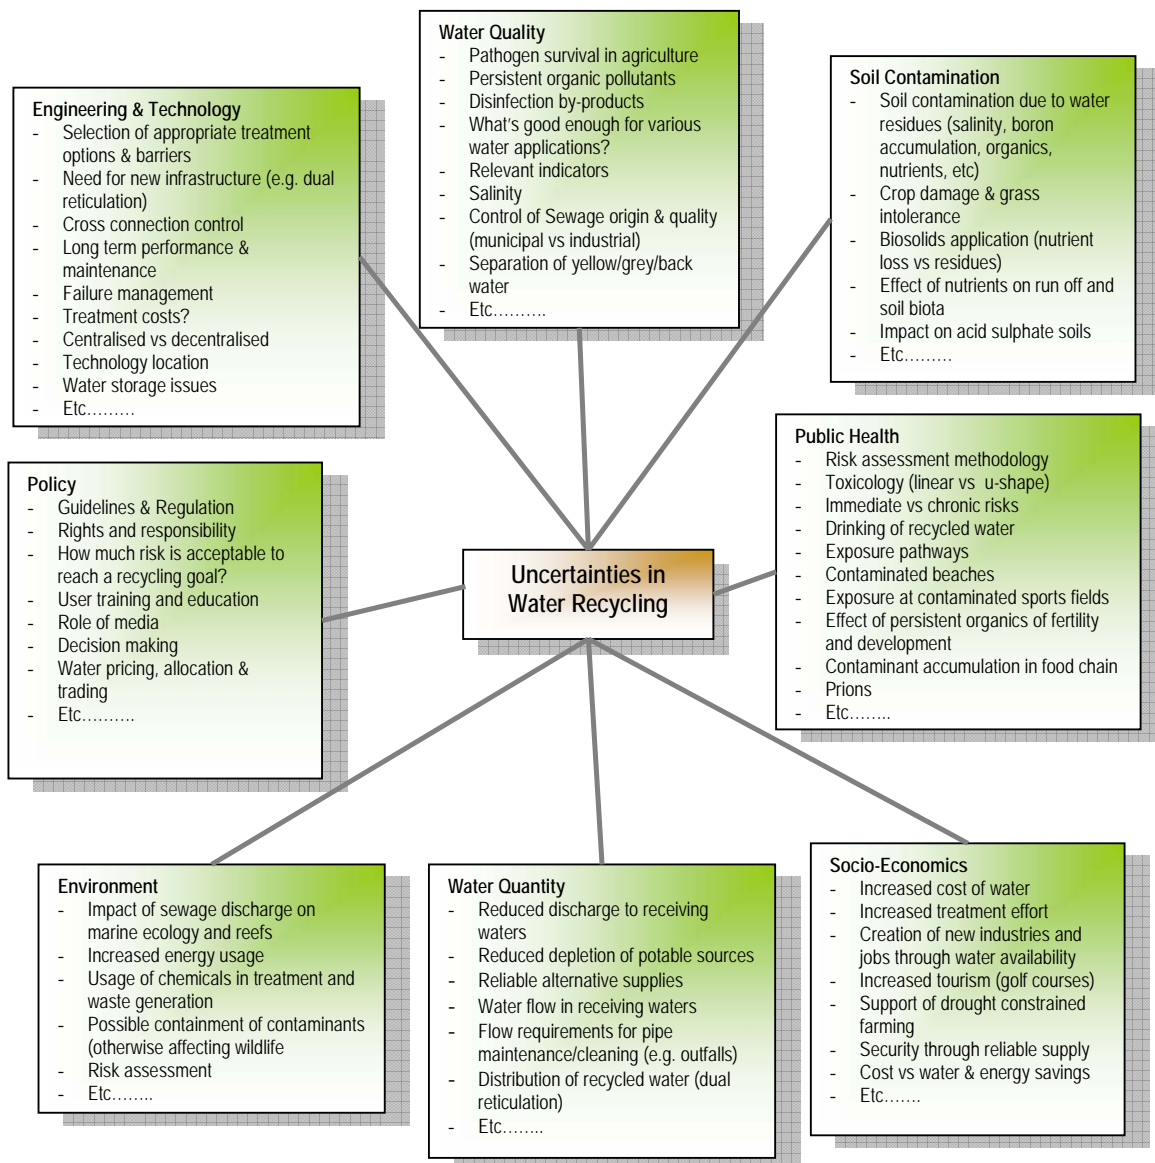 Water Quality
- Pathogen survival in agriculture
- Persistent organic pollutants
- Disinfection by-products
- What's good enough for various
water applications?
- Relevant indicators
- Salinity
- Control of Sewage origin & quality
(municipal vs industrial)
- Separation of yellow/grey/back
water
- Etc……….
Engineering & Technology
- Selection of appropriate treatment
options & barriers
- Need for new infrastructure (e.g. dual
reticulation)
- Cross connection control
- Long term performance &
maintenance
- Failure management
- Treatment costs?
- Centralised vs decentralised
- Technology location
- Water storage issues
- Etc………
Soil Contamination
- Soil contamination due to water
residues (salinity, boron
accumulation, organics,
nutrients, etc)
- Crop damage & grass
intolerance
- Biosolids application (nutrient
loss vs residues)
- Effect of nutrients on run off and
soil biota
- Impact on acid sulphate soils
- Etc………
Policy
- Guidelines & Regulation
- Rights and responsibility
- How much risk is acceptable to
reach a recycling goal?
- User training and education
- Role of media
- Decision making
- Water pricing, allocation &
trading
- Etc……….
Uncertainties in
Water Recycling
Public Health
- Risk assessment methodology
- Toxicology (linear vs u-shape)
- Immediate vs chronic risks
- Drinking of recycled water
- Exposure pathways
- Contaminated beaches
- Exposure at contaminated sports fields
- Effect of persistent organics of fertility
and development
- Contaminant accumulation in food chain
- Prions
- Etc……..
Environment
- Impact of sewage discharge on
marine ecology and reefs
- Increased energy usage
- Usage of chemicals in treatment and
waste generation
- Possible containment of contaminants
(otherwise affecting wildlife
- Risk assessment
- Etc……..
Water Quantity
- Reduced discharge to receiving
waters
- Reduced depletion of potable sources
- Reliable alternative supplies
- Water flow in receiving waters
- Flow requirements for pipe
maintenance/cleaning (e.g. outfalls)
- Distribution of recycled water (dual
reticulation)
- Etc……..
Socio-Economics
- Increased cost of water
- Increased treatment effort
- Creation of new industries and
jobs through water availability
- Increased tourism (golf courses)
- Support of drought constrained
farming
- Security through reliable supply
- Cost vs water & energy savings
- Etc…….